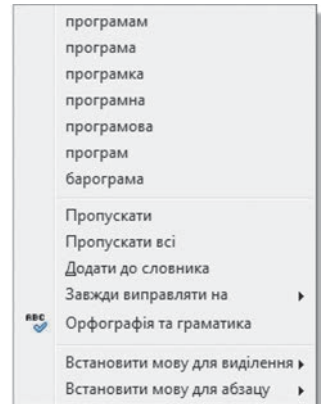 програмам
програма
програмка
програмна
програмова
програм
барограма
Пропускати
Пропускати всі
Додати до словника
Завжди виправляти на
ABC
Орфографія та граматика
Встановити мову для виділення
Встановити мову для абзацу